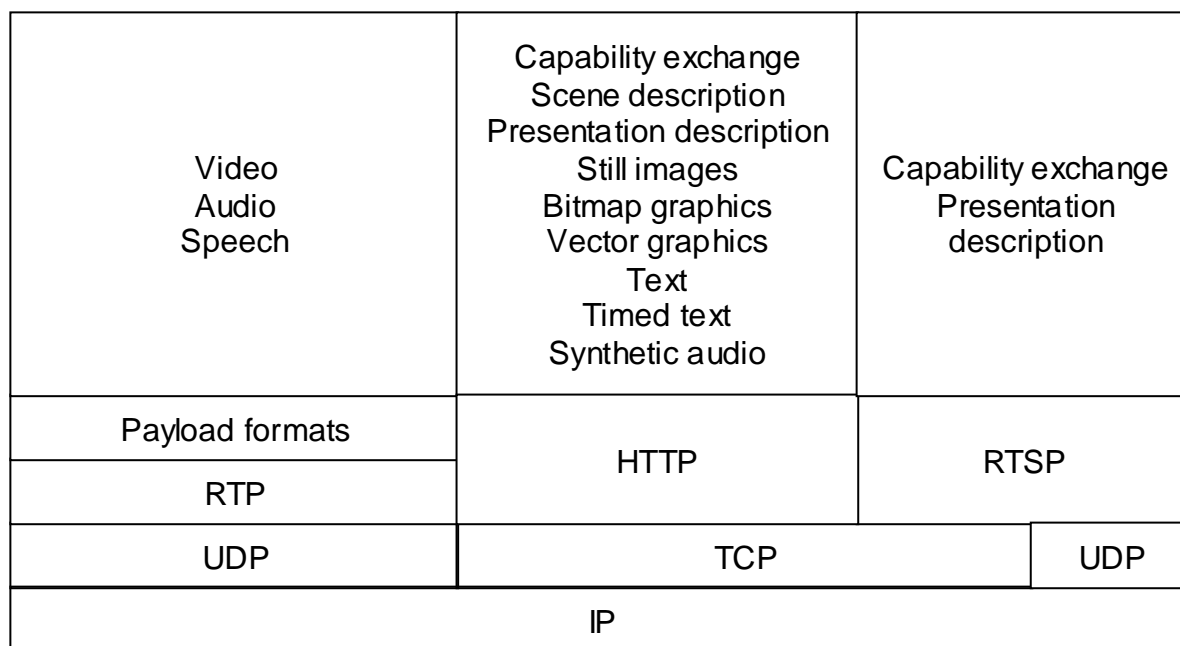 Video
Audio
Speech
Capability exchange
Scene description
Presentation description
Still images
Bitmap graphics
Vector graphics
Text
Timed text
Synthetic audio
Capability exchange
Presentation
description
Payload formats
RTP
HTTP
RTSP
UDP
TCP
UDP
IP